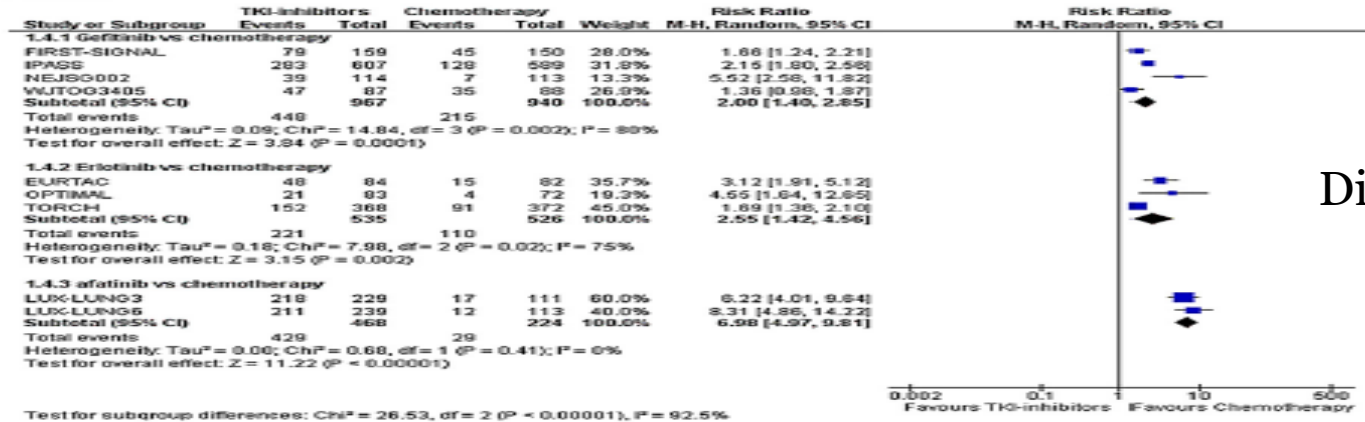 TKI-inhibitors Chemotherapy Risk Ratio Risk Ratio
Study or Subgroup Events Total Events Total Weight M-H, Random, 95% CI M-H, Random, 95% CI
1.4.1 Gefitinib vs chemotherapy
FIRST-SIGNAL 79 159 45 150 28.0% 1.66 [1.24, 2.21]
IPASS 283 607 128 589 31.8% 2.15 [1.80, 2.56]
NEJSG002 39 114 7 113 13.3% 5.52 [2.58, 11.82]
WJTOG3405 47 87 35 88 26.9% 1.36 [0.98, 1.87]
Subtotal (95% CI) 967 940 100.0% 2.00 [1.40, 2.85]
Total events 448 215
Heterogeneity: Tau² = 0.09; Chi² = 14.84, df = 3 (P = 0.002); I² = 80%
Test for overall effect: Z = 3.84 (P = 0.0001)
1.4.2 Erlotinib vs chemotherapy
EURTAC 48 84 15 82 35.7% 3.12 [1.91, 5.12]
OPTIMAL 21 83 4 72 19.3% 4.55 [1.64, 12.65]
TORCH 152 368 91 372 45.0% 1.69 [1.36, 2.10]
Subtotal (95% CI) 535 526 100.0% 2.55 [1.42, 4.56]
Total events 221 110
Heterogeneity: Tau² = 0.18; Chi² = 7.98, df = 2 (P = 0.02); I² = 75%
Test for overall effect: Z = 3.15 (P = 0.002)
Di
1.4.3 afatinib vs chemotherapy
LUX-LUNG3 218 229 17 111 60.0% 6.22 [4.01, 9.64]
LUX-LUNG6 211 239 12 113 40.0% 8.31 [4.86, 14.22]
Subtotal (95% CI) 468 224 100.0% 6.98 [4.97, 9.81]
Total events 429 29
Heterogeneity: Tau² = 0.00; Chi² = 0.68, df = 1 (P = 0.41); I² = 0%
Test for overall effect: Z = 11.22 (P < 0.00001)
0.002 0.1 1 10 500
Favours TKI-inhibitors Favours Chemotherapy
Test for subgroup differences: Chi² = 26.53, df = 2 (P < 0.00001), I² = 92.5%